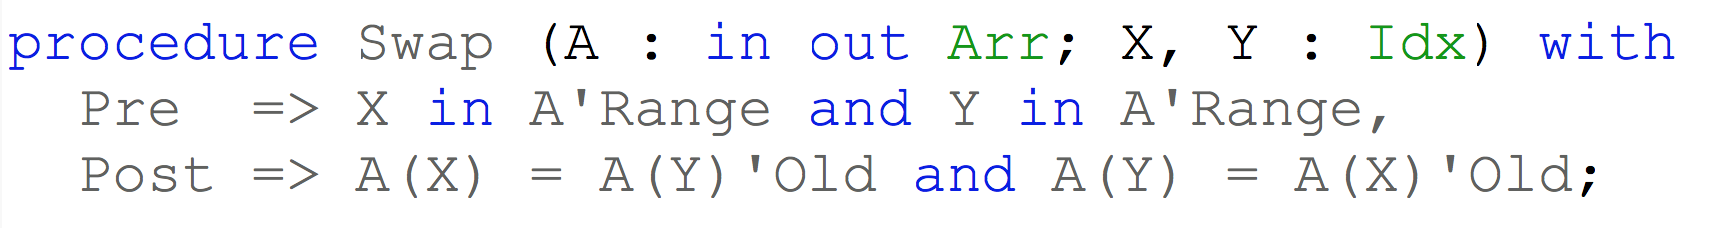 procedure Swap (A : in out Arr; X, Y : Idx) with
  Pre  => X in A'Range and Y in A'Range,
  Post => A(X) = A(Y)'Old and A(Y) = A(X)'Old;